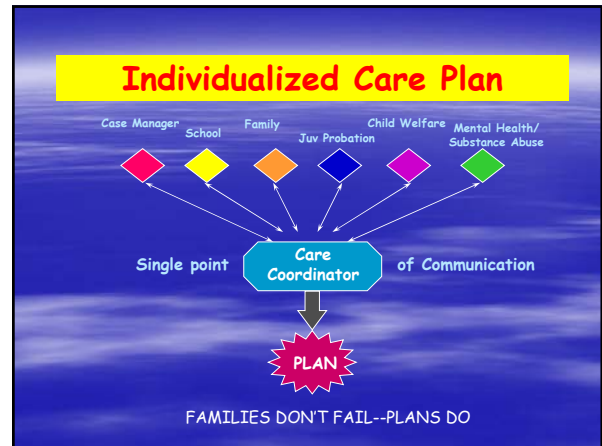 Individualized Care Plan
Case Manager
School
Family
Juv Probation
Child Welfare
Mental Health/
Substance Abuse
Single point
Care
Coordinator
of Communication
PLAN
FAMILIES DON'T FAIL--PLANS DO